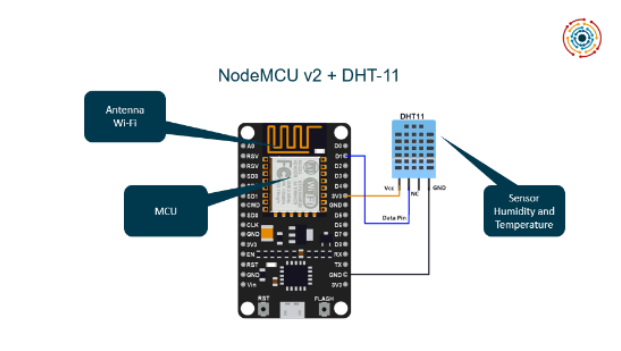 NodeMCU v2 + DHT-11
Antenna
Wi-Fi
MCU
DHT11
Vcc
NC
GND
Data Pin
Sensor
Humidity and
Temperature
A0
RSV
RSV
SD3
SD1
CMD
SD0
CLK
GND
3V3
EN
RST
GND
Vin
D0
D1
D2
D3
D4
3V3
GND
D5
D6
D7
D8
RX
TX
GND
3V3
WiFi
FC
RST
FLASH